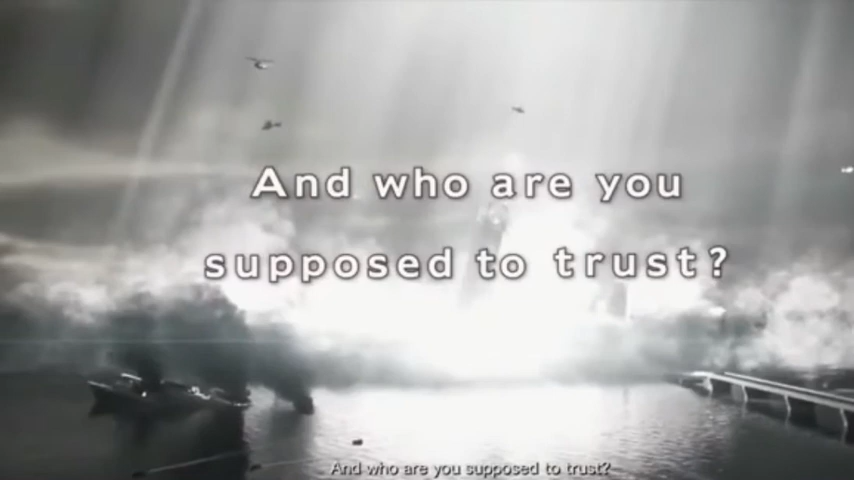 And who are you
supposed to trust?
And who are you supposed to trust?